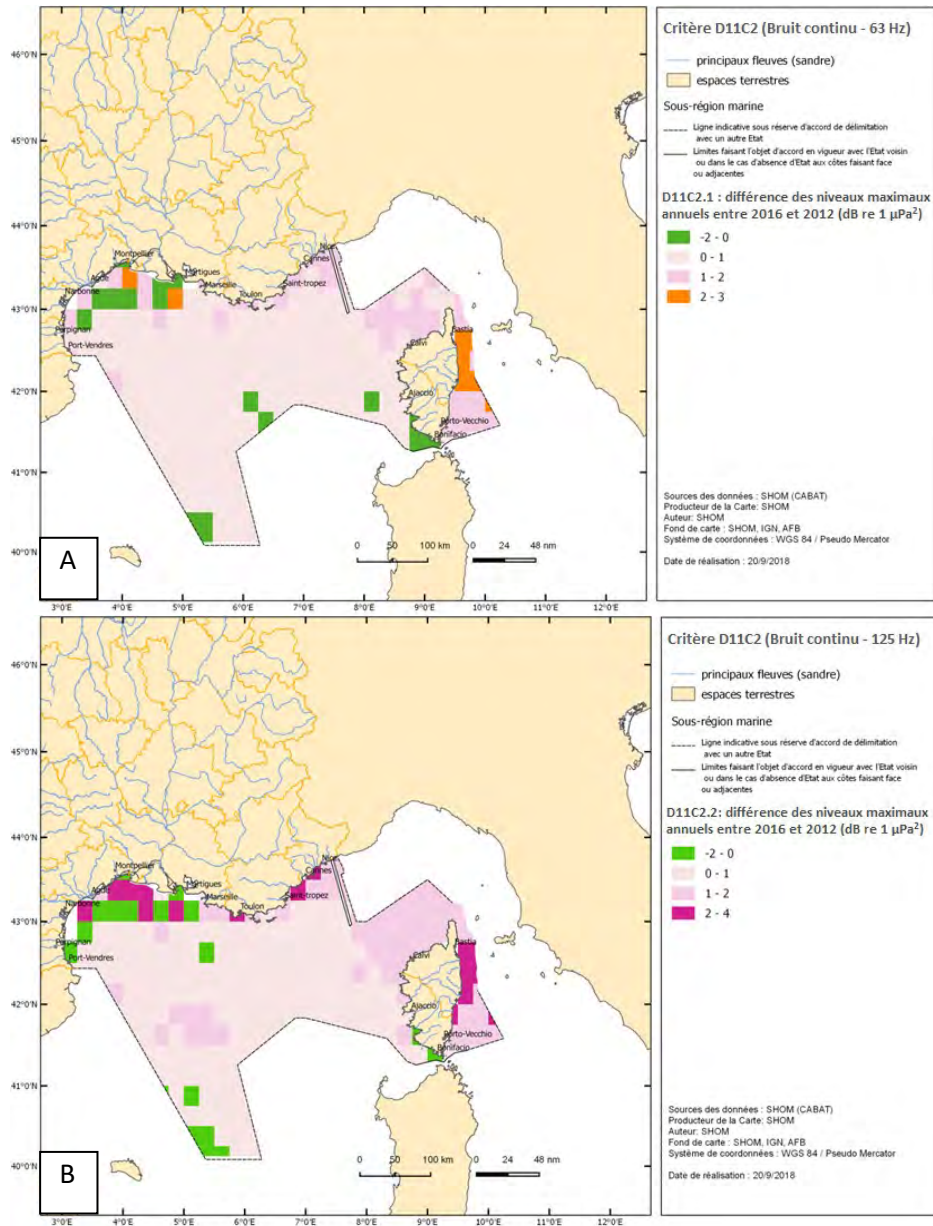 46°0'N
45°0'N
44°0'N
43°0'N
42°0'N
41°0'N
40°0'N
Montpellier
Agde
Narbonne
Perpignan
Port-Vendres
Martigues
Marseille
Toulon
Saint-tropez
Cannes
Nice
Bastia
Calvi
Ajaccio
Porto-Vecchio
Bonifacio
A
0 50 100 km
0 24 48 nm
3°0'E 4°0'E 5°0'E 6°0'E 7°0'E 8°0'E 9°0'E 10°0'E 11°0'E 12°0'E
Critère D11C2 (Bruit continu - 63 Hz)
principaux fleuves (sandre)
espaces terrestres
Sous-région marine
Ligne indicative sous réserve d'accord de délimitation
avec un autre Etat
Limites faisant l'objet d'accord en vigueur avec l'Etat voisin
ou dans le cas d'absence d'Etat aux côtes faisant face
ou adjacentes
D11C2.1 : différence des niveaux maximaux
annuels entre 2016 et 2012 (dB re 1 µPa²)
-2 - 0
0 - 1
1 - 2
2 - 3
Sources des données : SHOM (CABAT)
Producteur de la Carte: SHOM
Auteur: SHOM
Fond de carte : SHOM, IGN, AFB
Système de coordonnées : WGS 84 / Pseudo Mercator
Date de réalisation : 20/9/2018
46°0'N
45°0'N
44°0'N
43°0'N
42°0'N
41°0'N
40°0'N
Montpellier
Agde
Narbonne
Perpignan
Port-Vendres
Martigues
Marseille
Toulon
Saint-tropez
Cannes
Nice
Bastia
Calvi
Ajaccio
Porto-Vecchio
Bonifacio
B
0 50 100 km
0 24 48 nm
3°0'E 4°0'E 5°0'E 6°0'E 7°0'E 8°0'E 9°0'E 10°0'E 11°0'E 12°0'E
Critère D11C2 (Bruit continu - 125 Hz)
principaux fleuves (sandre)
espaces terrestres
Sous-région marine
Ligne indicative sous réserve d'accord de délimitation
avec un autre Etat
Limites faisant l'objet d'accord en vigueur avec l'Etat voisin
ou dans le cas d'absence d'Etat aux côtes faisant face
ou adjacentes
D11C2.2: différence des niveaux maximaux
annuels entre 2016 et 2012 (dB re 1 µPa²)
-2 - 0
0 - 1
1 - 2
2 - 4
Sources des données : SHOM (CABAT)
Producteur de la Carte: SHOM
Auteur: SHOM
Fond de carte : SHOM, IGN, AFB
Système de coordonnées : WGS 84 / Pseudo Mercator
Date de réalisation : 20/9/2018